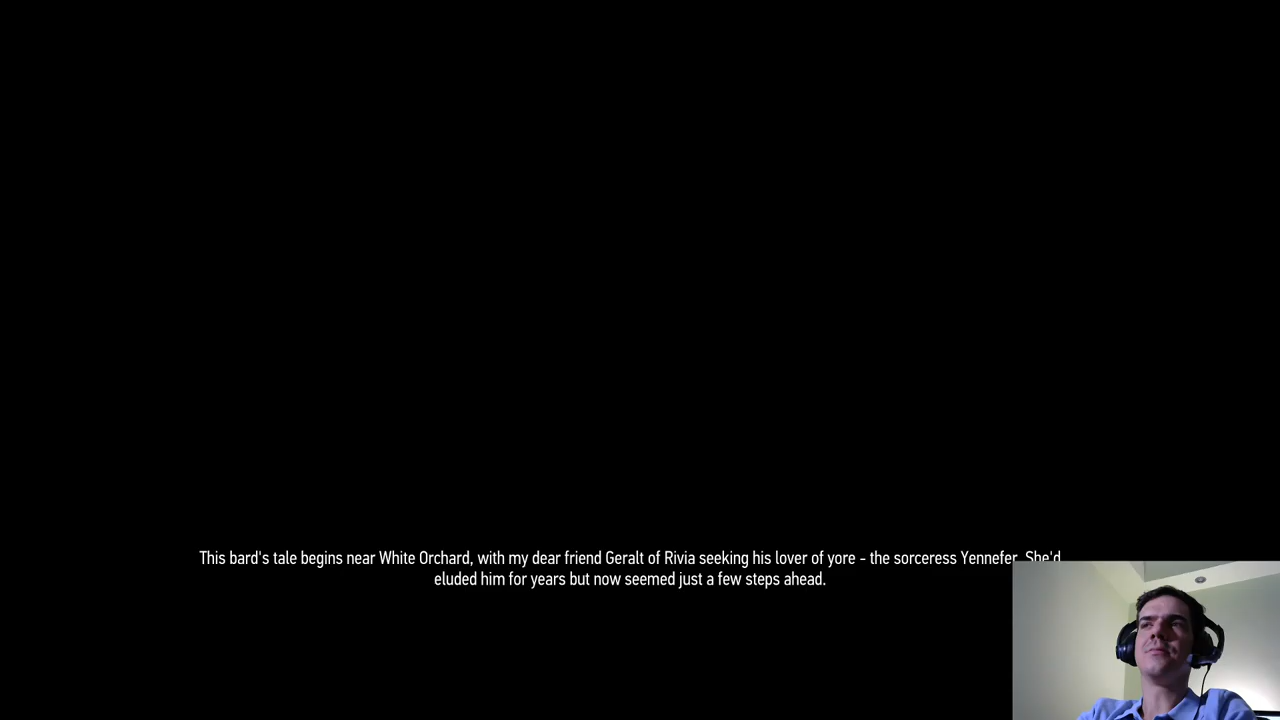 This bard's tale begins near White Orchard, with my dear friend Geralt of Rivia seeking his lover of yore - the sorceress Yennefer. She'd
eluded him for years but now seemed just a few steps ahead.